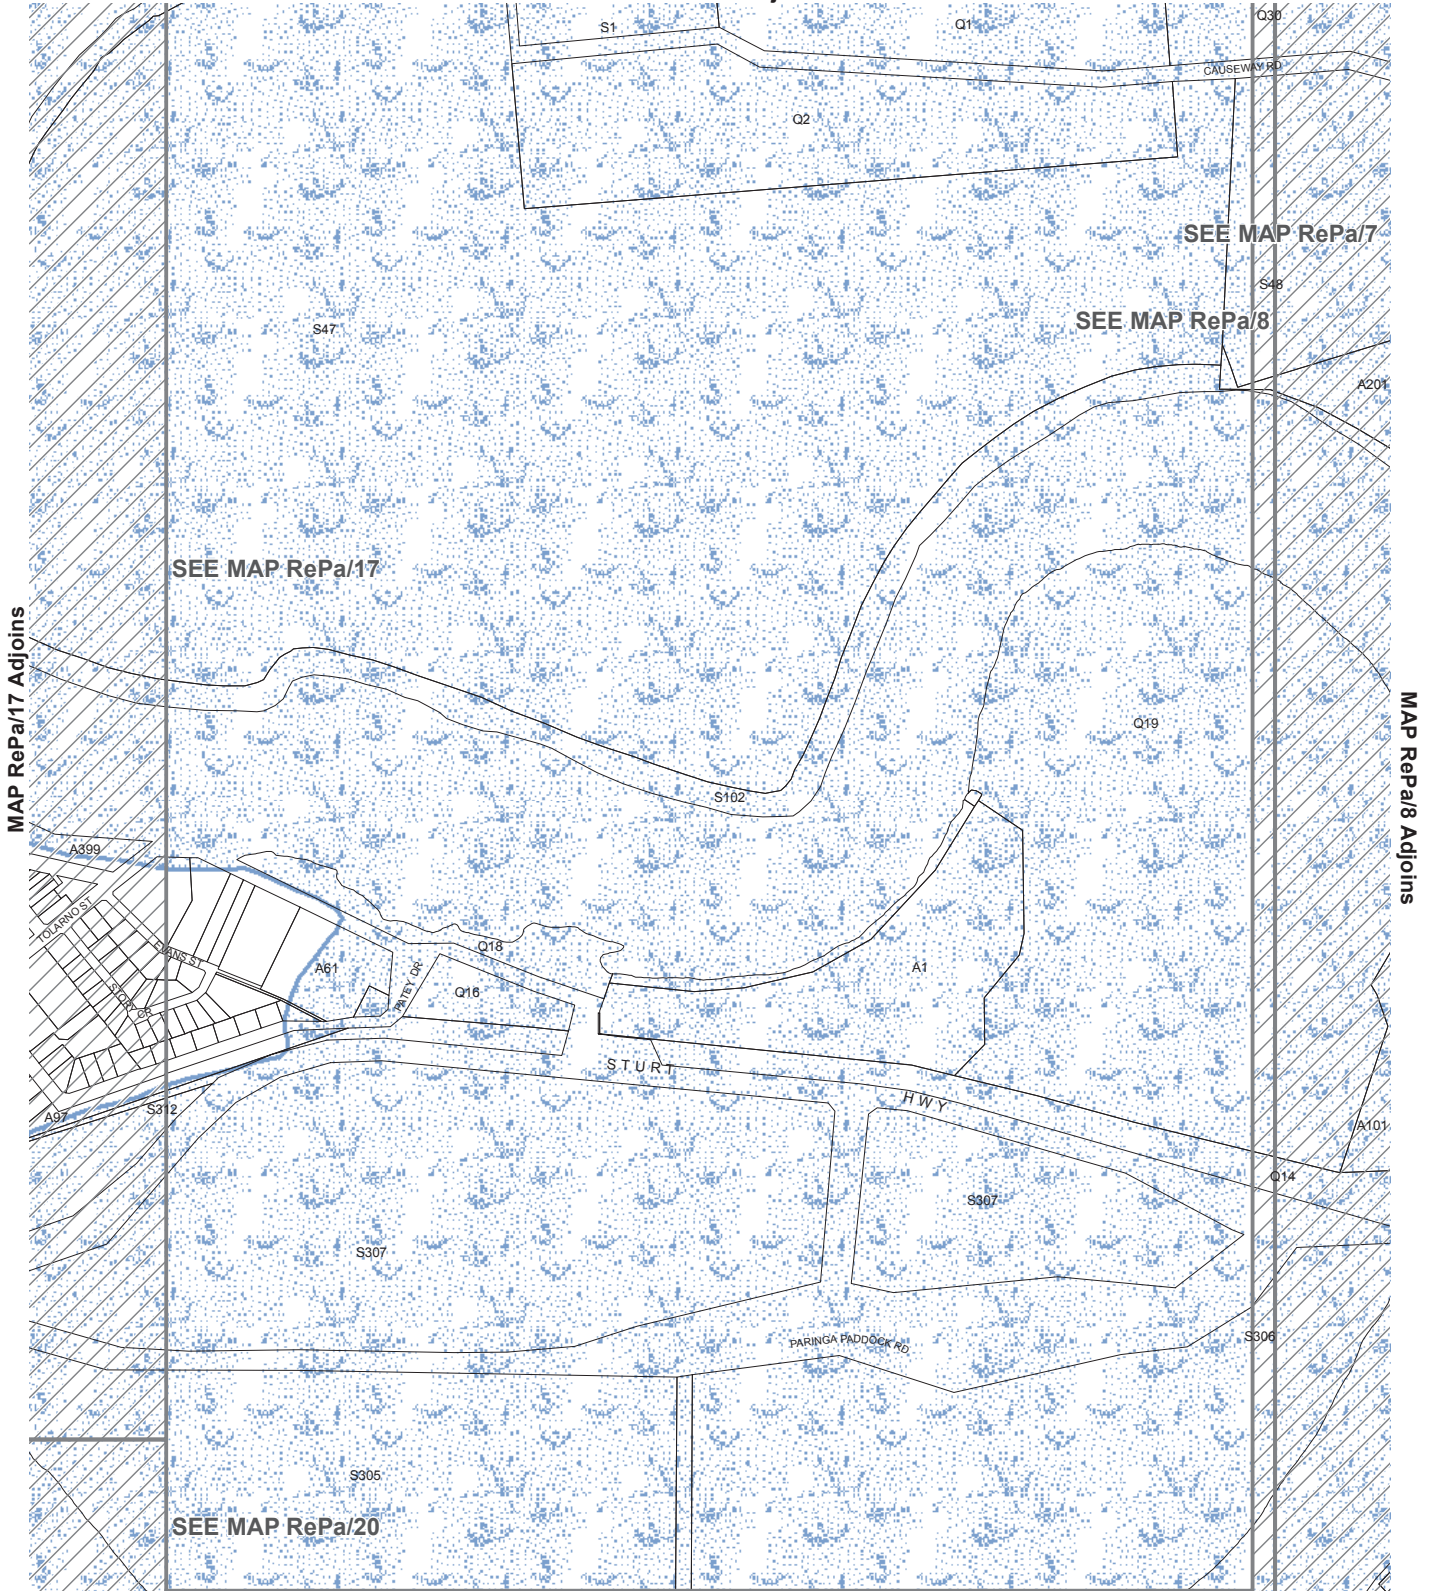 S1
Q1
Q30
CAUSEWAY RD
Q2
SEE MAP RePa/7
S48
SEE MAP RePa/8
S47
A201
SEE MAP RePa/17
MAP RePa/17 Adjoins
MAP RePa/8 Adjoins
Q19
S102
A399
TOLARNO ST
EVANS ST
STORY CR
Q18
A61
PATEY DR
Q16
A1
STURT
HWY
A97
S312
A101
Q14
S307
S307
PARINGA PADDOCK RD
S306
S305
SEE MAP RePa/20